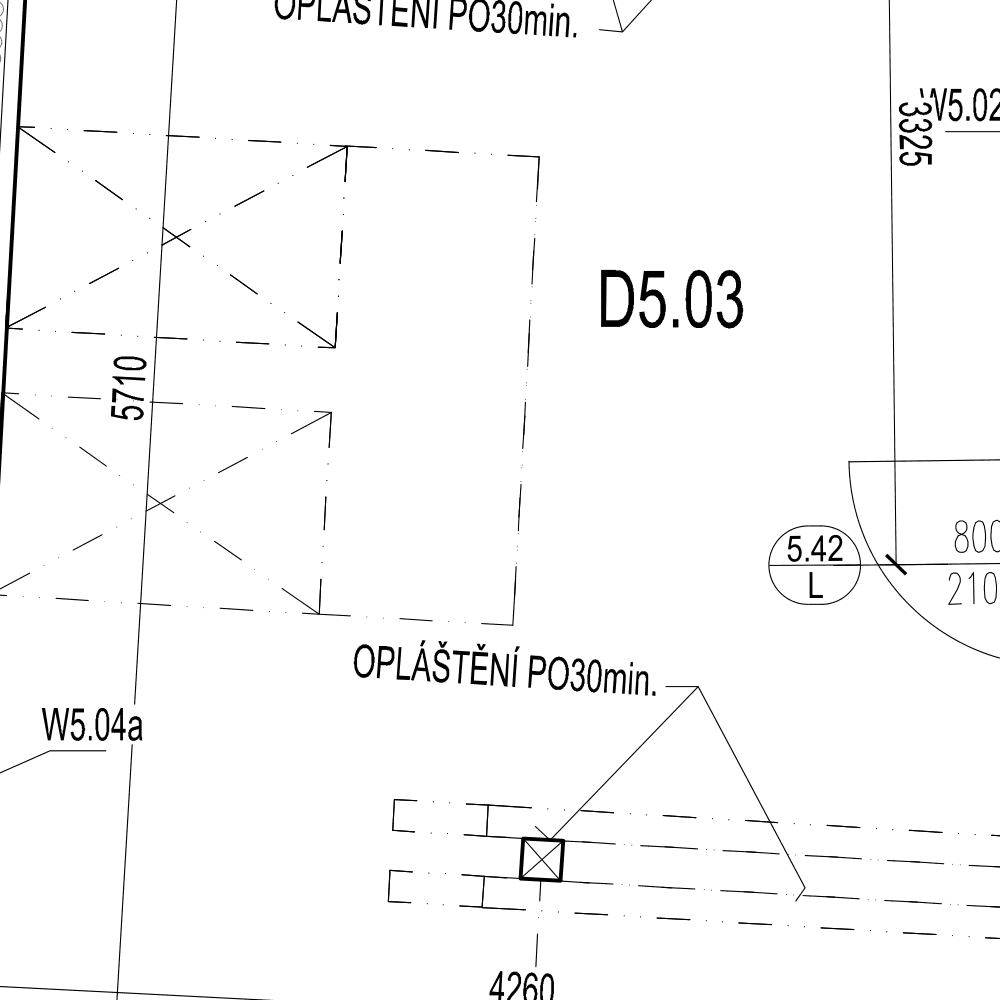 OPLÁŠTĚNÍ PO30min.
W5.02
3325
D5.03
5710
5.42
L
800
210
OPLÁŠTĚNÍ PO30min.
W5.04a
4260